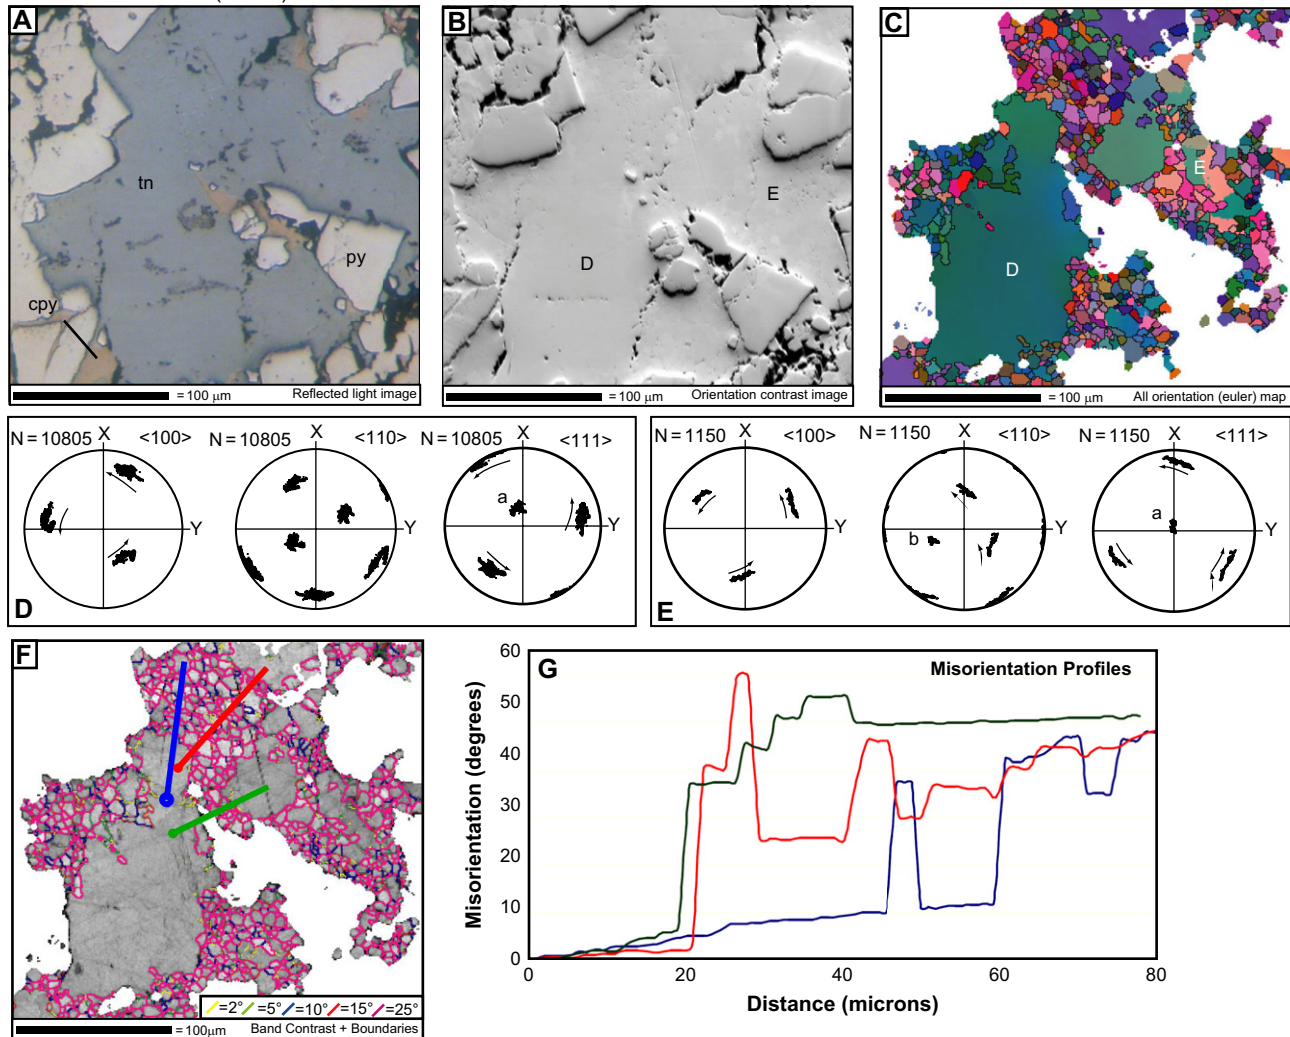 A
tn
py
cpy
= 100 µm
Reflected light image
B
E
D
= 100 µm
Orientation contrast image
C
E
D
= 100 µm
All orientation (euler) map
N = 10805 X <100>
Y
N = 10805 X <110>
Y
N = 10805 X <111>
a
Y
D
N = 1150 X <100>
Y
N = 1150 X <110>
b
Y
N = 1150 X <111>
a
Y
E
F
=2° =5° =10° =15° =25°
= 100µm
Band Contrast + Boundaries
G
Misorientation Profiles
Misorientation (degrees)
60
50
40
30
20
10
0
0 20 40 60 80
Distance (microns)